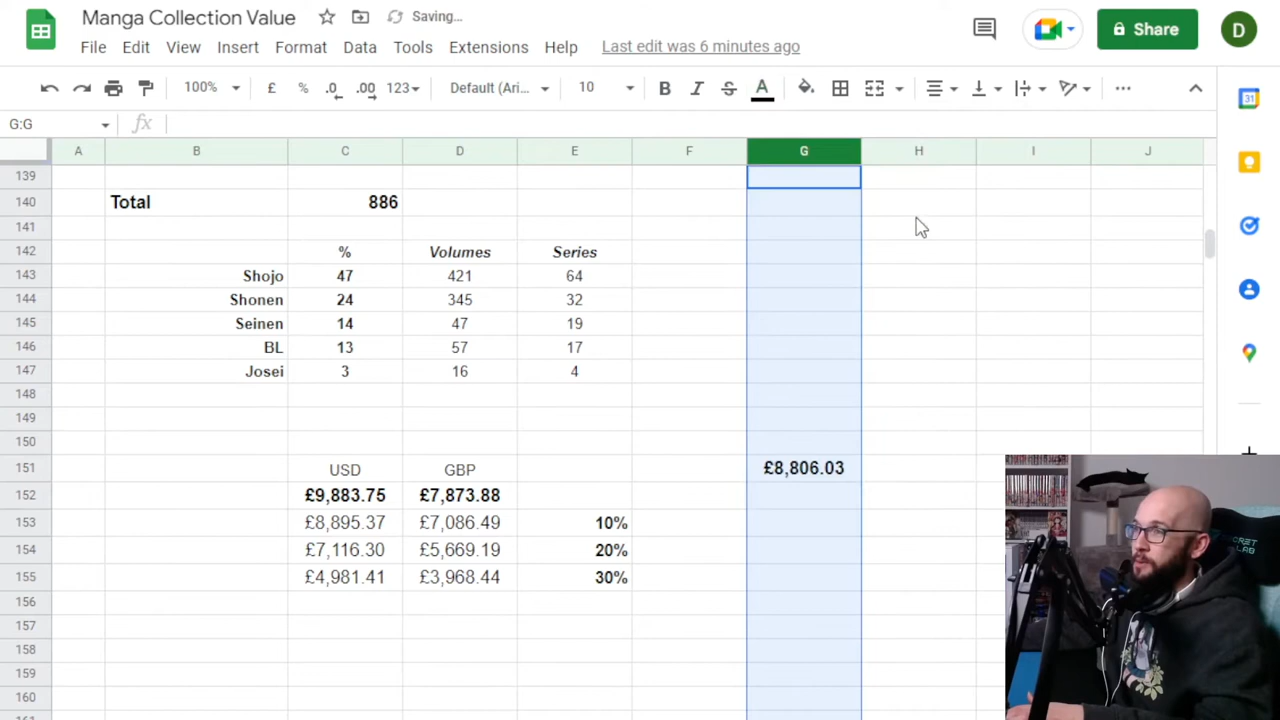 Manga Collection Value Saving...
File Edit View Insert Format Data Tools Extensions Help Last edit was 6 minutes ago
Share D
100% £ % .0 .00 123 Default (Ari... 10 B I S A
G:G fx
A B C D E F G H I J
139
140 Total 886
141
142 % Volumes Series
143 Shojo 47 421 64
144 Shonen 24 345 32
145 Seinen 14 47 19
146 BL 13 57 17
147 Josei 3 16 4
148
149
150
151 USD GBP £8,806.03
152 £9,883.75 £7,873.88
153 £8,895.37 £7,086.49 10%
154 £7,116.30 £5,669.19 20%
155 £4,981.41 £3,968.44 30%
156
157
158
159
160
161
31